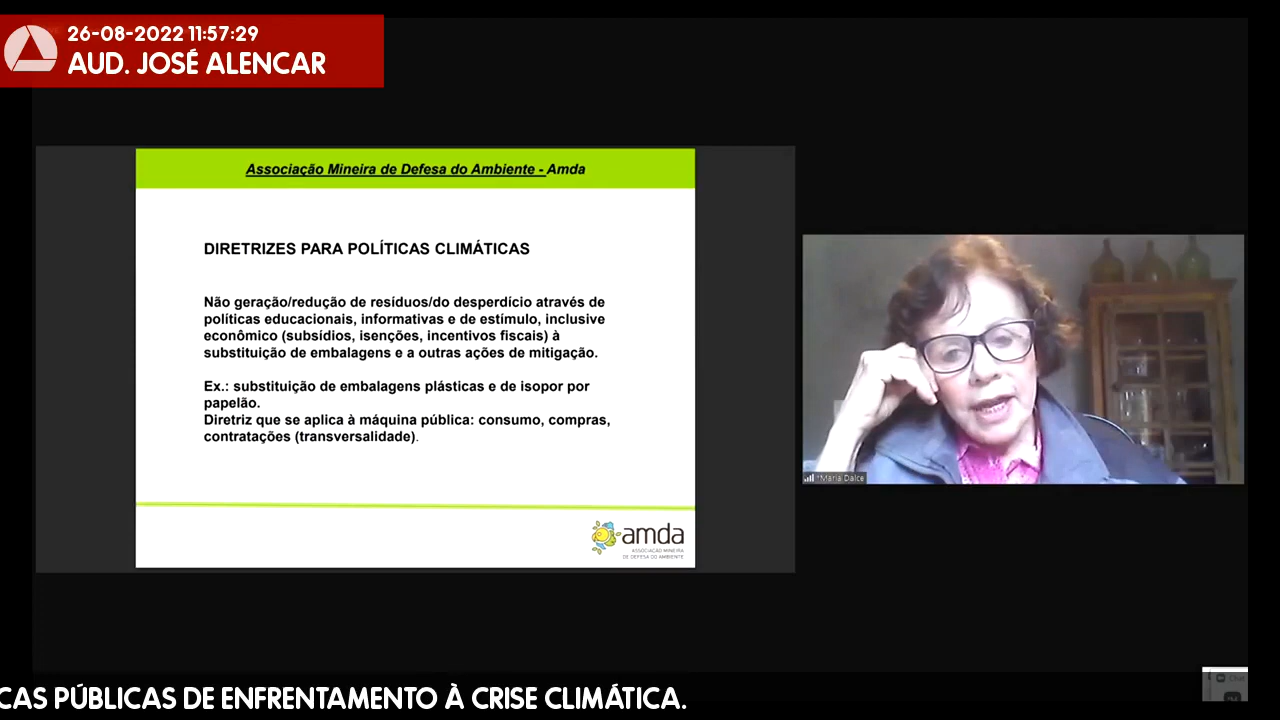 26-08-2022 11:57:29
AUD. JOSÉ ALENCAR
Associação Mineira de Defesa do Ambiente - Amda
DIRETRIZES PARA POLÍTICAS CLIMÁTICAS
Não geração/redução de resíduos/do desperdício através de
políticas educacionais, informativas e de estímulo, inclusive
econômico (subsídios, isenções, incentivos fiscais) à
substituição de embalagens e a outras ações de mitigação.
Ex.: substituição de embalagens plásticas e de isopor por
papelão.
Diretriz que se aplica à máquina pública: consumo, compras,
contratações (transversalidade).
amda
ASSOCIAÇÃO MINEIRA
DE DEFESA DO AMBIENTE
*Maria Dalce
CAS PÚBLICAS DE ENFRENTAMENTO À CRISE CLIMÁTICA.